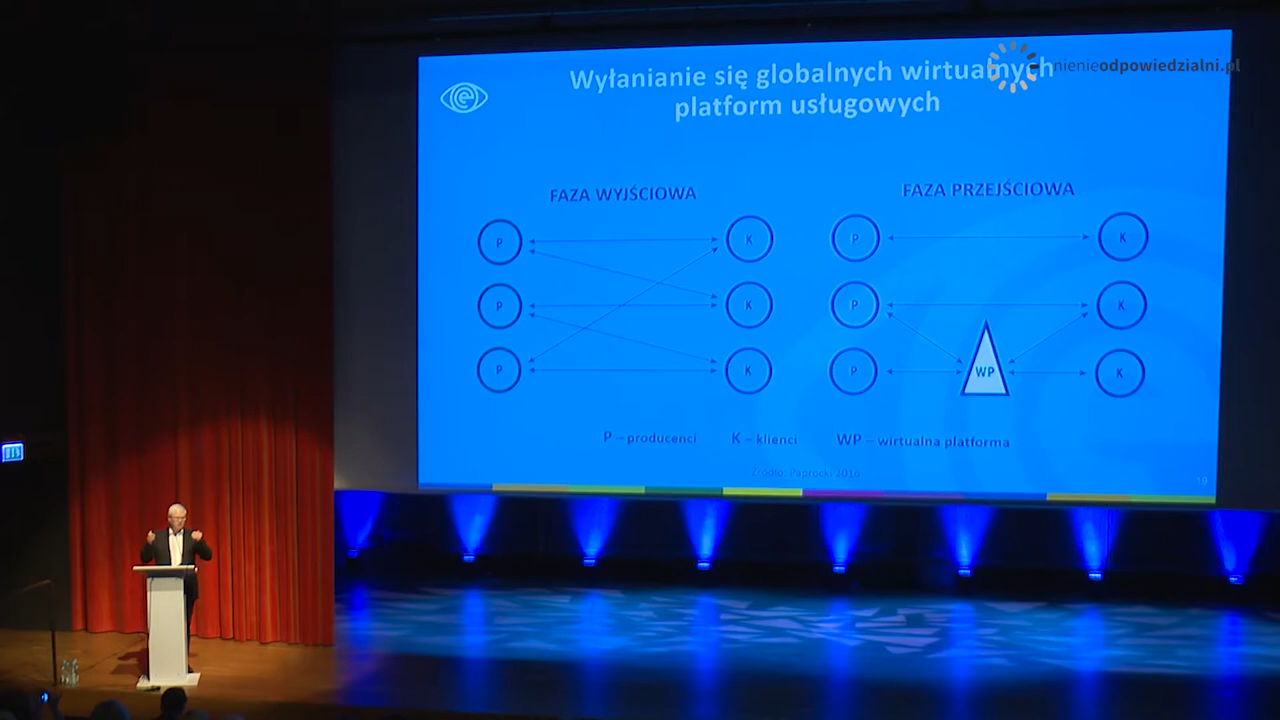 Wyłanianie się globalnych wirtualnych
platform usługowych
nienieodpowiedzialni.pl
FAZA WYJŚCIOWA
FAZA PRZEJŚCIOWA
P K P K
P K P K
P K P WP K
P – producenci K – klienci WP – wirtualna platforma
Źródło: Paprocki 2016
19